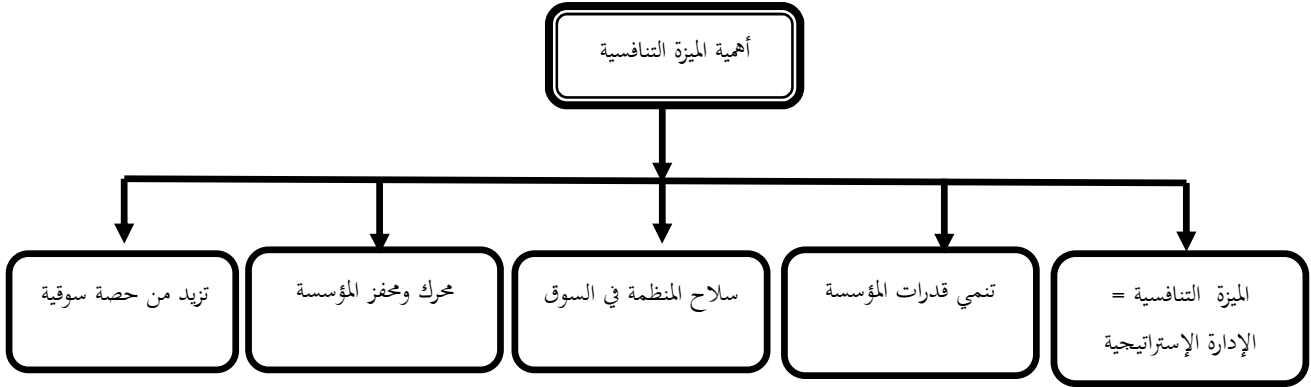 أهمية الميزة التنافسية
الميزة التنافسية =
الإدارة الإستراتيجية
تنمي قدرات المؤسسة
سلاح المنظمة في السوق
محرك ومحفز المؤسسة
تزيد من حصة سوقية